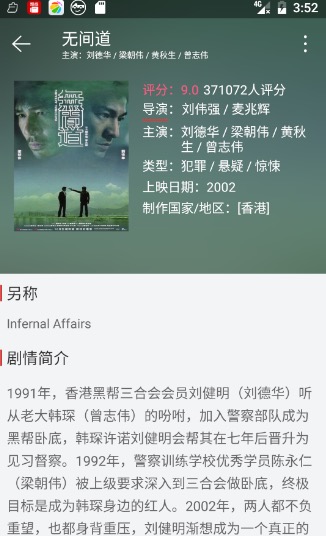 4G 3:52
无间道
主演：刘德华 / 梁朝伟 / 黄秋生 / 曾志伟
评分：9.0 371072人评分
导演：刘伟强 / 麦兆辉
主演：刘德华 / 梁朝伟 / 黄秋
生 / 曾志伟
类型：犯罪 / 悬疑 / 惊悚
上映日期：2002
制作国家/地区：[香港]
無間道
另称
Infernal Affairs
剧情简介
1991年，香港黑帮三合会会员刘健明（刘德华）听
从老大韩琛（曾志伟）的吩咐，加入警察部队成为
黑帮卧底，韩琛许诺刘健明会帮其在七年后晋升为
见习督察。1992年，警察训练学校优秀学员陈永仁
（梁朝伟）被上级要求深入到三合会做卧底，终极
目标是成为韩琛身边的红人。2002年，两人都不负
重望，也都身背重压，刘健明渐想成为一个真正的